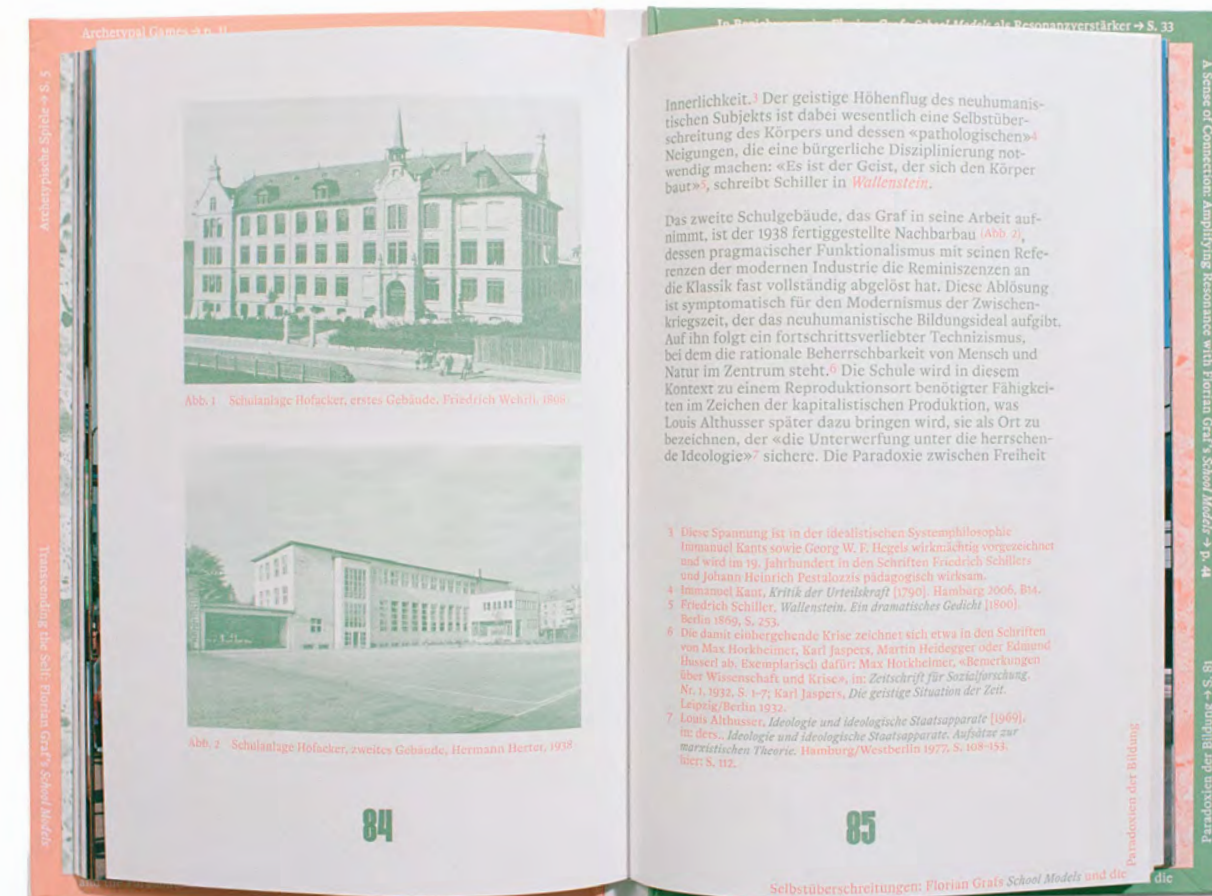 Archetypal Games → p. 11
Archetypische Spiele → S. 5
Transcending the Self: Florian Graf's School Models
Abb. 1 Schulanlage Hofacker, erstes Gebäude, Friedrich Wehrli,
Abb. 2 Schulanlage Hofacker, zweites Gebäude, Hermann Herter, 1938
84
Florian Grafs School Models als Resonanzverstärker → S. 33
Innerlichkeit.3 Der geistige Höhenflug des neuhumanis-
tischen Subjekts ist dabei wesentlich eine Selbstüber-
schreitung des Körpers und dessen «pathologischen»4
Neigungen, die eine bürgerliche Disziplinierung not-
wendig machen: «Es ist der Geist, der sich den Körper
baut»5, schreibt Schiller in Wallenstein.
Das zweite Schulgebäude, das Graf in seine Arbeit auf-
nimmt, ist der 1938 fertiggestellte Nachbarbau (Abb. 2),
dessen pragmatischer Funktionalismus mit seinen Refe-
renzen der modernen Industrie die Reminiszenzen an
die Klassik fast vollständig abgelöst hat. Diese Ablösung
ist symptomatisch für den Modernismus der Zwischen-
kriegszeit, der das neuhumanistische Bildungsideal aufgibt.
Auf ihn folgt ein fortschrittsverliebter Technizismus,
bei dem die rationale Beherrschbarkeit von Mensch und
Natur im Zentrum steht.6 Die Schule wird in diesem
Kontext zu einem Reproduktionsort benötigter Fähigkei-
ten im Zeichen der kapitalistischen Produktion, was
Louis Althusser später dazu bringen wird, sie als Ort zu
bezeichnen, der «die Unterwerfung unter die herrschen-
de Ideologie»7 sichere. Die Paradoxie zwischen Freiheit
3 Diese Spannung ist in der idealistischen Systemphilosophie
Immanuel Kants sowie Georg W. F. Hegels wirkmächtig vorgezeichnet
und wird im 19. Jahrhundert in den Schriften Friedrich Schillers
und Johann Heinrich Pestalozzis pädagogisch wirksam.
4 Immanuel Kant, Kritik der Urteilskraft [1790]. Hamburg 2006, B14.
5 Friedrich Schiller, Wallenstein. Ein dramatisches Gedicht [1800].
Berlin 1869, S. 253.
6 Die damit einhergehende Krise zeichnet sich etwa in den Schriften
von Max Horkheimer, Karl Jaspers, Martin Heidegger oder Edmund
Husserl ab. Exemplarisch dafür: Max Horkheimer, «Bemerkungen
über Wissenschaft und Krise», in: Zeitschrift für Sozialforschung.
Nr. 1, 1932, S. 1–7; Karl Jaspers, Die geistige Situation der Zeit.
Leipzig/Berlin 1932.
7 Louis Althusser, Ideologie und ideologische Staatsapparate [1969],
in: ders., Ideologie und ideologische Staatsapparate. Aufsätze zur
marxistischen Theorie. Hamburg/Westberlin 1977, S. 108–153,
hier: S. 112.
85
Paradoxien der Bildung
Selbstüberschreitungen: Florian Grafs School Models und die
die
A Sense of Connection: Amplifying Resonance with Florian Graf's School Models → p. 44
Paradoxien der Bildung → S. 81